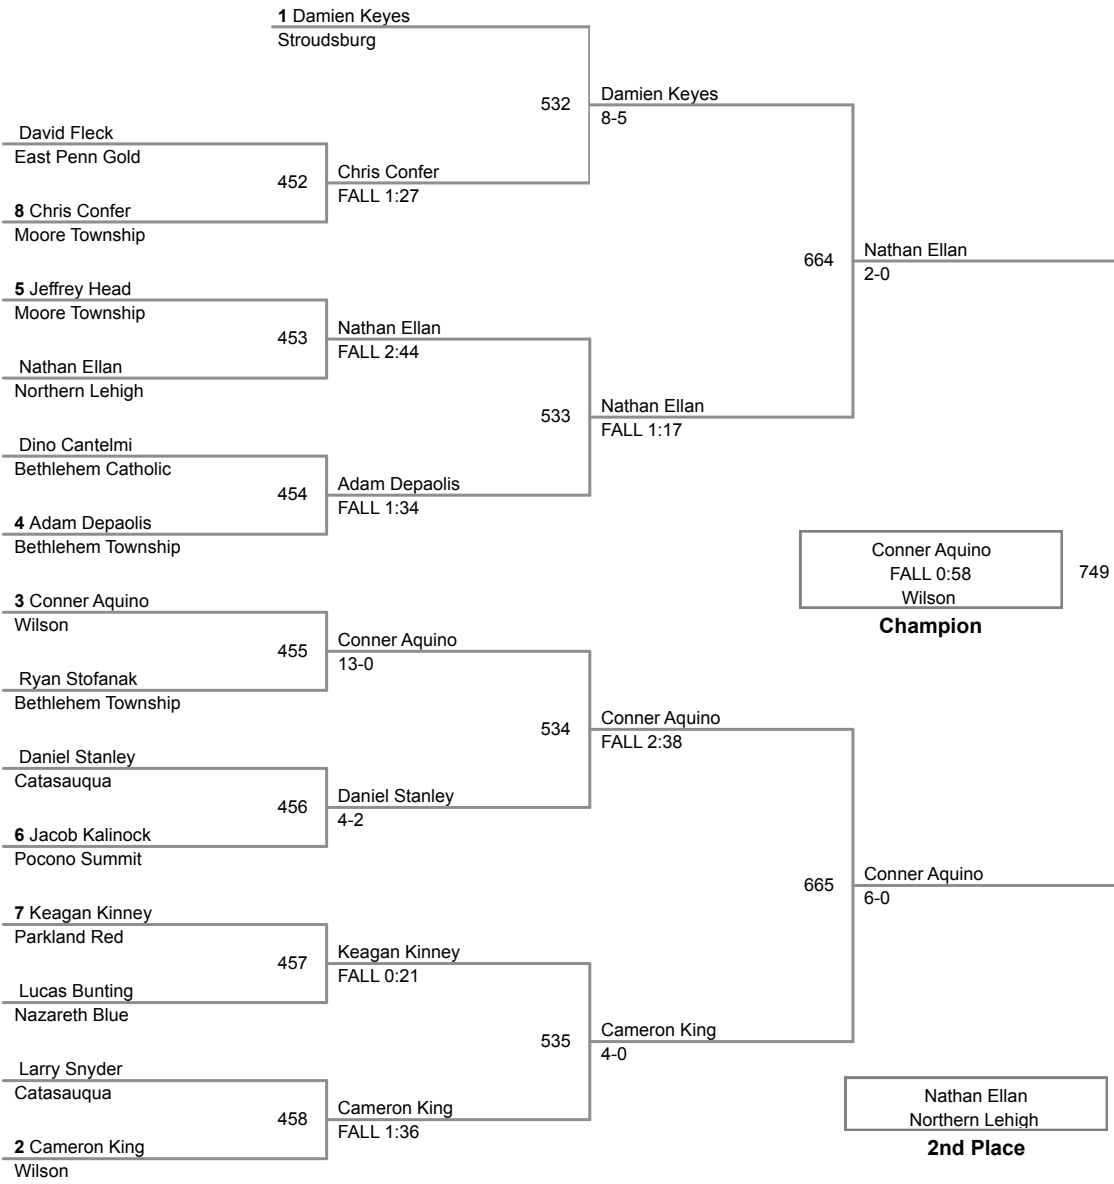 1 Damien Keyes
Stroudsburg
532
Damien Keyes
8-5
David Fleck
East Penn Gold
452
Chris Confer
FALL 1:27
8 Chris Confer
Moore Township
664
Nathan Ellan
2-0
5 Jeffrey Head
Moore Township
453
Nathan Ellan
FALL 2:44
Nathan Ellan
Northern Lehigh
533
Nathan Ellan
FALL 1:17
Dino Cantelmi
Bethlehem Catholic
454
Adam Depaolis
FALL 1:34
4 Adam Depaolis
Bethlehem Township
Conner Aquino
FALL 0:58
Wilson
749
Champion
3 Conner Aquino
Wilson
455
Conner Aquino
13-0
Ryan Stofanak
Bethlehem Township
534
Conner Aquino
FALL 2:38
Daniel Stanley
Catasauqua
456
Daniel Stanley
4-2
6 Jacob Kalinock
Pocono Summit
665
Conner Aquino
6-0
7 Keagan Kinney
Parkland Red
457
Keagan Kinney
FALL 0:21
Lucas Bunting
Nazareth Blue
535
Cameron King
4-0
Larry Snyder
Catasauqua
458
Cameron King
FALL 1:36
2 Cameron King
Wilson
Nathan Ellan
Northern Lehigh
2nd Place